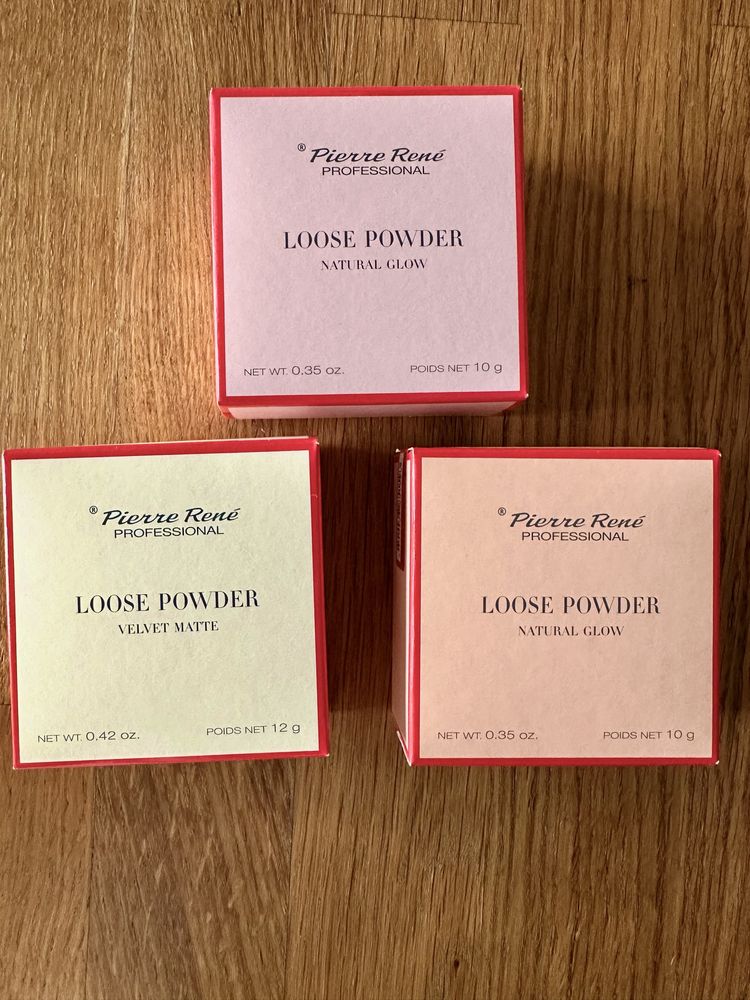 ® Pierre René
PROFESSIONAL
LOOSE POWDER
NATURAL GLOW
NET WT. 0.35 oz. POIDS NET 10 g
® Pierre René
PROFESSIONAL
LOOSE POWDER
VELVET MATTE
NET WT. 0.42 oz. POIDS NET 12 g
® Pierre René
PROFESSIONAL
LOOSE POWDER
NATURAL GLOW
NET WT. 0.35 oz. POIDS NET 10 g